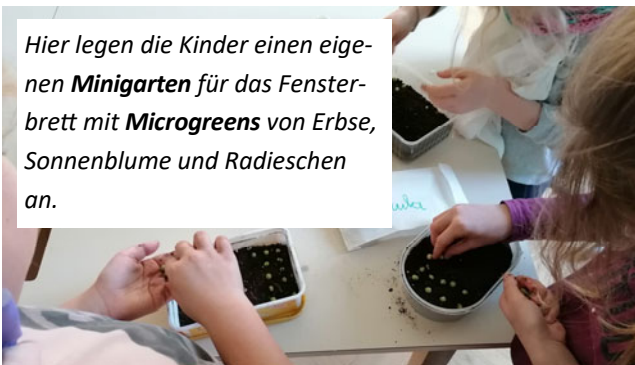 Hier legen die Kinder einen eige-
nen Minigarten für das Fenster-
brett mit Microgreens von Erbse,
Sonnenblume und Radieschen
an.